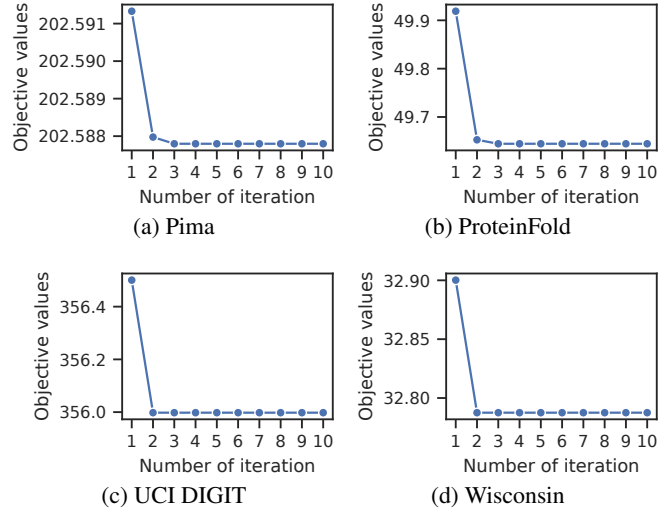 Objective values
202.591
202.590
202.589
202.588
1 2 3 4 5 6 7 8 9 10
Number of iteration
(a) Pima
Objective values
49.9
49.8
49.7
1 2 3 4 5 6 7 8 9 10
Number of iteration
(b) ProteinFold
Objective values
356.4
356.2
356.0
1 2 3 4 5 6 7 8 9 10
Number of iteration
(c) UCI DIGIT
Objective values
32.90
32.85
32.80
1 2 3 4 5 6 7 8 9 10
Number of iteration
(d) Wisconsin